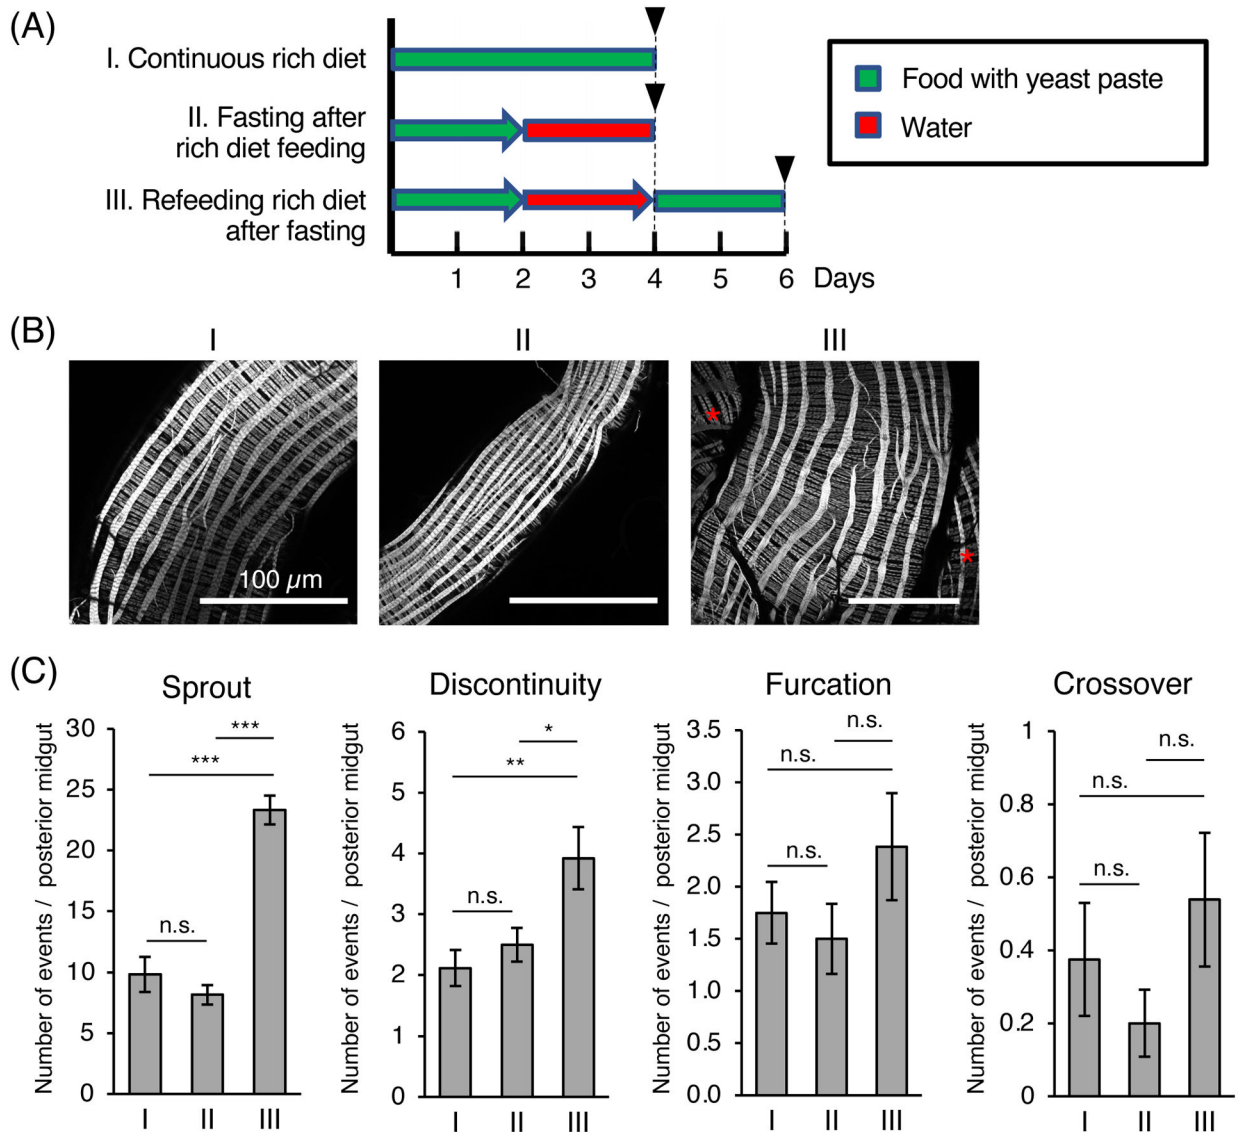 (A)
I. Continuous rich diet
II. Fasting after
rich diet feeding
III. Refeeding rich diet
after fasting
1 2 3 4 5 6 Days
Food with yeast paste
Water
(B)
I II III
100 µm
*
*
(C)
Sprout
Number of events / posterior midgut
30
25
20
15
10
5
0
***
***
n.s.
I II III
Discontinuity
Number of events / posterior midgut
6
5
4
3
2
1
0
*
**
n.s.
I II III
Furcation
Number of events / posterior midgut
3.5
3.0
2.5
2.0
1.5
1.0
0.5
0.0
n.s.
n.s.
n.s.
I II III
Crossover
Number of events / posterior midgut
1
0.8
0.6
0.4
0.2
0
n.s.
n.s.
n.s.
I II III